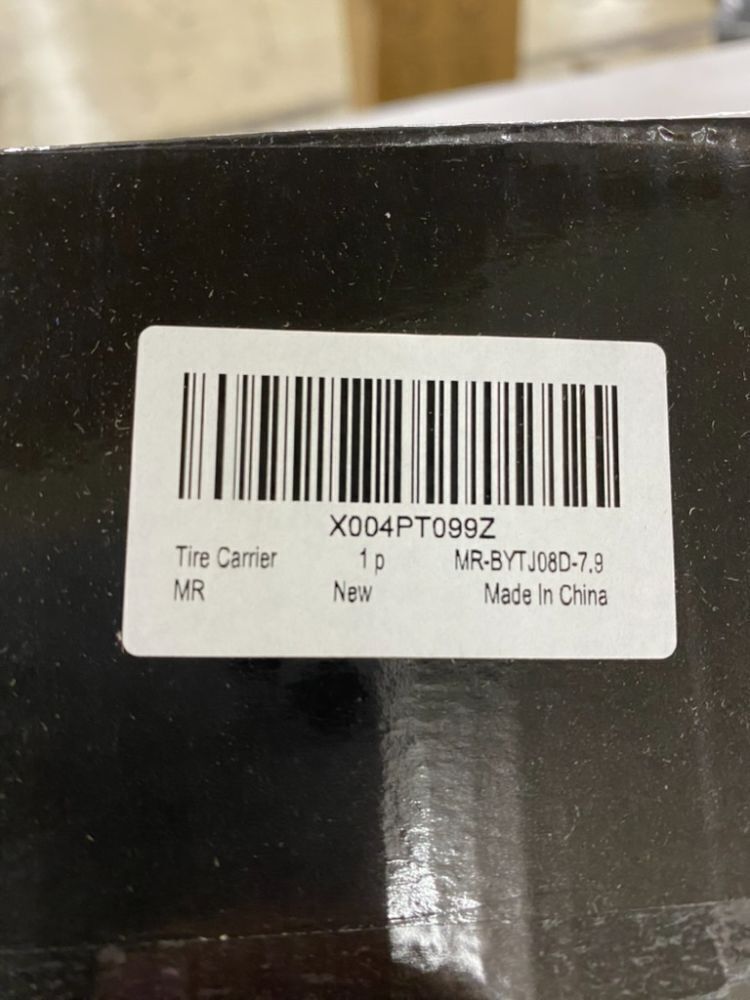 X004PT099Z
Tire Carrier 1 p MR-BYTJ08D-7.9
MR New Made In China